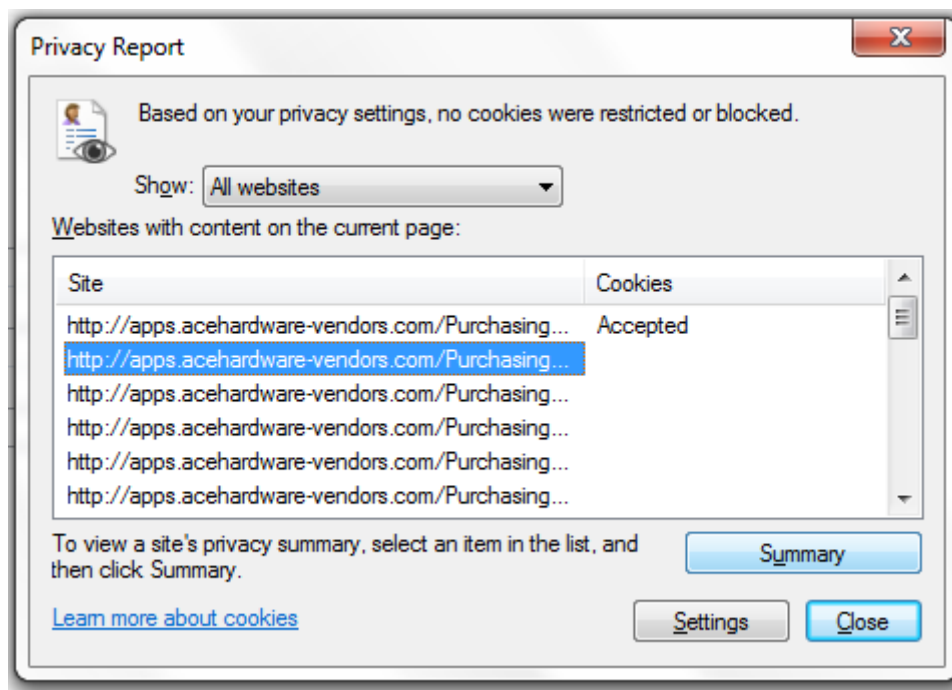 Privacy Report
Based on your privacy settings, no cookies were restricted or blocked.
Show: All websites
Websites with content on the current page:
Site Cookies
http://apps.acehardware-vendors.com/Purchasing... Accepted
http://apps.acehardware-vendors.com/Purchasing...
http://apps.acehardware-vendors.com/Purchasing...
http://apps.acehardware-vendors.com/Purchasing...
http://apps.acehardware-vendors.com/Purchasing...
http://apps.acehardware-vendors.com/Purchasing...
To view a site's privacy summary, select an item in the list, and
then click Summary.
Summary
Learn more about cookies
Settings Close